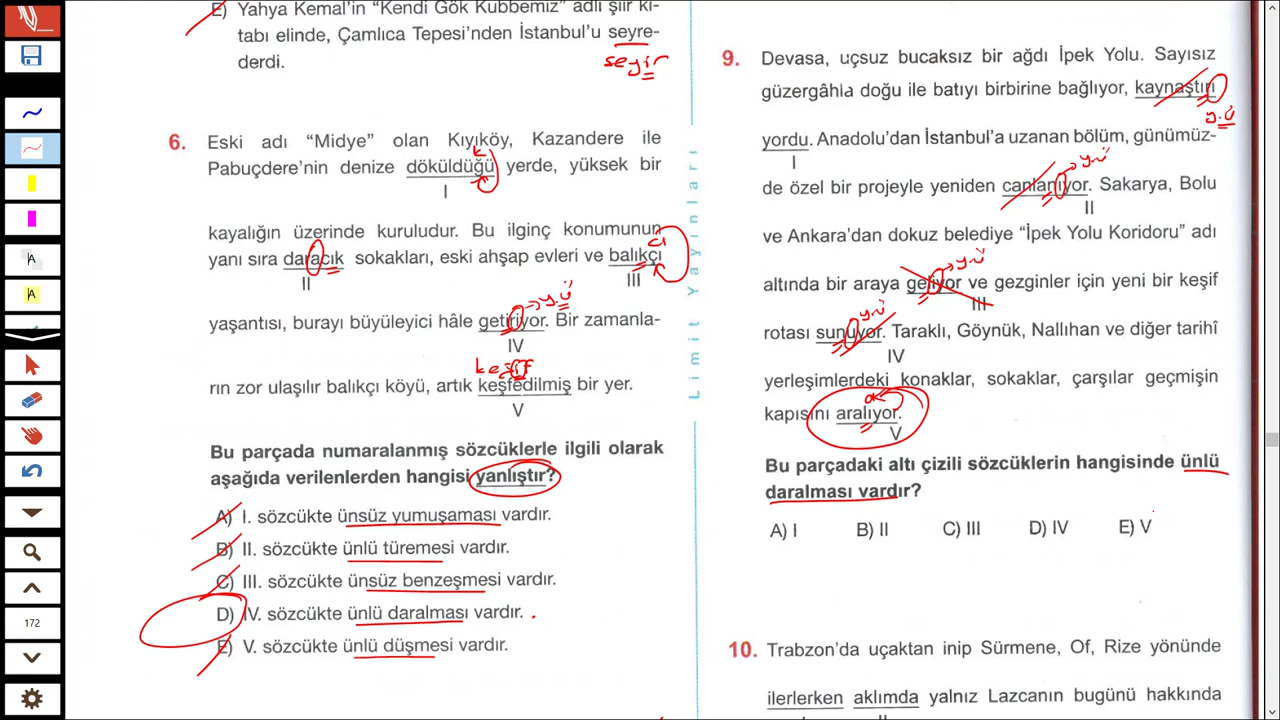 E) Yahya Kemal'in "Kendi Gök Kubbemiz" adlı şiir ki-
tabı elinde, Çamlıca Tepesi'nden İstanbul'u seyre-
derdi.
seyir
6. Eski adı "Midye" olan Kıyıköy, Kazandere ile
k
Pabuçdere'nin denize döküldüğü yerde, yüksek bir
I
kayalığın üzerinde kuruludur. Bu ilginç konumunun
ci
yanı sıra daracık sokakları, eski ahşap evleri ve balıkçı
II III
y.ü
yaşantısı, burayı büyüleyici hâle getiriyor. Bir zamanla-
IV
keşif
rın zor ulaşılır balıkçı köyü, artık keşfedilmiş bir yer.
V
Bu parçada numaralanmış sözcüklerle ilgili olarak
aşağıda verilenlerden hangisi yanlıştır?
A) I. sözcükte ünsüz yumuşaması vardır.
B) II. sözcükte ünlü türemesi vardır.
C) III. sözcükte ünsüz benzeşmesi vardır.
D) IV. sözcükte ünlü daralması vardır.
E) V. sözcükte ünlü düşmesi vardır.
172
Limit Yayınları
9. Devasa, uçsuz bucaksız bir ağdı İpek Yolu. Sayısız
güzergâhla doğu ile batıyı birbirine bağlıyor, kaynaştırı
y.ü
yordu. Anadolu'dan İstanbul'a uzanan bölüm, günümüz-
I
y.ü
de özel bir projeyle yeniden canlanıyor. Sakarya, Bolu
II
ve Ankara'dan dokuz belediye "İpek Yolu Koridoru" adı
y.ü
altında bir araya geliyor ve gezginler için yeni bir keşif
III
y.ü
rotası sunuyor. Taraklı, Göynük, Nallıhan ve diğer tarihî
IV
yerleşimlerdeki konaklar, sokaklar, çarşılar geçmişin
a
kapısını aralıyor.
V
Bu parçadaki altı çizili sözcüklerin hangisinde ünlü
daralması vardır?
A) I B) II C) III D) IV E) V
10. Trabzon'da uçaktan inip Sürmene, Of, Rize yönünde
ilerlerken aklımda yalnız Lazcanın bugünü hakkında